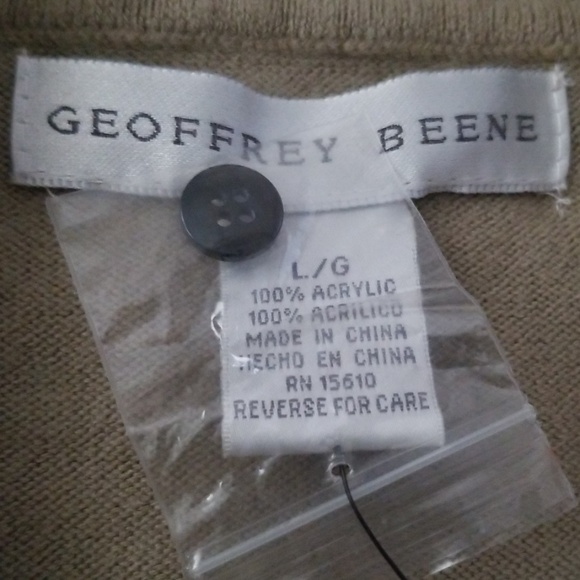 GEOFFREY BEENE
L/G
100% ACRYLIC
100% ACRILICO
MADE IN CHINA
HECHO EN CHINA
RN 15610
REVERSE FOR CARE